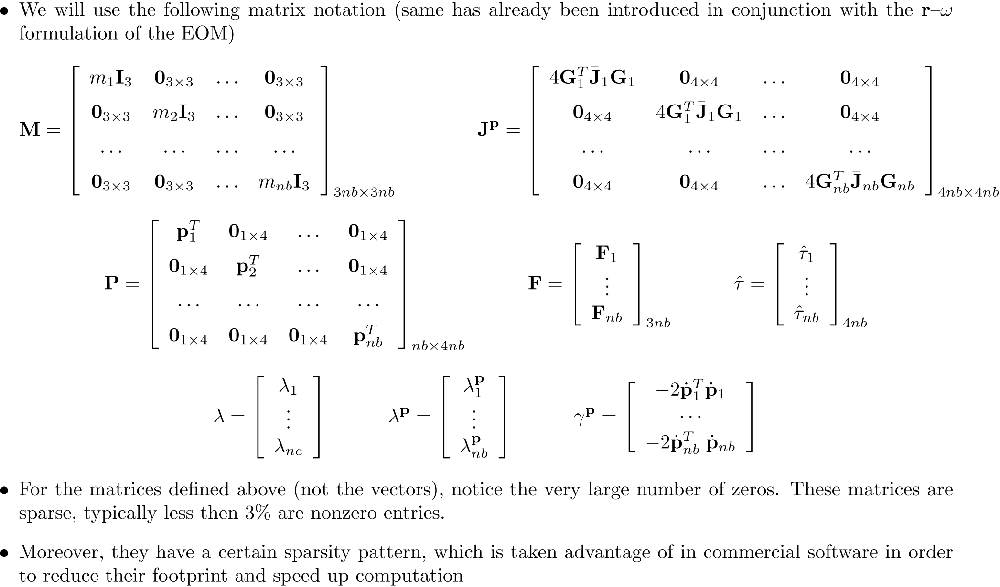 • We will use the following matrix notation (same has already been introduced in conjunction with the **r**–ω
formulation of the EOM)
$\mathbf{M} = \begin{bmatrix} m_1\mathbf{I}_3 & \mathbf{0}_{3\times3} & \dots & \mathbf{0}_{3\times3} \\ \mathbf{0}_{3\times3} & m_2\mathbf{I}_3 & \dots & \mathbf{0}_{3\times3} \\ \dots & \dots & \dots & \dots \\ \mathbf{0}_{3\times3} & \mathbf{0}_{3\times3} & \dots & m_{nb}\mathbf{I}_3 \end{bmatrix}_{3nb\times3nb}$ $\mathbf{J}^{\mathbf{p}} = \begin{bmatrix} 4\mathbf{G}_1^T\bar{\mathbf{J}}_1\mathbf{G}_1 & \mathbf{0}_{4\times4} & \dots & \mathbf{0}_{4\times4} \\ \mathbf{0}_{4\times4} & 4\mathbf{G}_1^T\bar{\mathbf{J}}_1\mathbf{G}_1 & \dots & \mathbf{0}_{4\times4} \\ \dots & \dots & \dots & \dots \\ \mathbf{0}_{4\times4} & \mathbf{0}_{4\times4} & \dots & 4\mathbf{G}_{nb}^T\bar{\mathbf{J}}_{nb}\mathbf{G}_{nb} \end{bmatrix}_{4nb\times4nb}$
$\mathbf{P} = \begin{bmatrix} \mathbf{p}_1^T & \mathbf{0}_{1\times4} & \dots & \mathbf{0}_{1\times4} \\ \mathbf{0}_{1\times4} & \mathbf{p}_2^T & \dots & \mathbf{0}_{1\times4} \\ \dots & \dots & \dots & \dots \\ \mathbf{0}_{1\times4} & \mathbf{0}_{1\times4} & \mathbf{0}_{1\times4} & \mathbf{p}_{nb}^T \end{bmatrix}_{nb\times4nb}$ $\mathbf{F} = \begin{bmatrix} \mathbf{F}_1 \\ \vdots \\ \mathbf{F}_{nb} \end{bmatrix}_{3nb}$ $\hat{\tau} = \begin{bmatrix} \hat{\tau}_1 \\ \vdots \\ \hat{\tau}_{nb} \end{bmatrix}_{4nb}$
$\lambda = \begin{bmatrix} \lambda_1 \\ \vdots \\ \lambda_{nc} \end{bmatrix}$ $\lambda^{\mathbf{p}} = \begin{bmatrix} \lambda_1^{\mathbf{p}} \\ \vdots \\ \lambda_{nb}^{\mathbf{p}} \end{bmatrix}$ $\gamma^{\mathbf{p}} = \begin{bmatrix} -2\dot{\mathbf{p}}_1^T\dot{\mathbf{p}}_1 \\ \dots \\ -2\dot{\mathbf{p}}_{nb}^T\,\dot{\mathbf{p}}_{nb} \end{bmatrix}$
• For the matrices defined above (not the vectors), notice the very large number of zeros. These matrices are
sparse, typically less then 3% are nonzero entries.
• Moreover, they have a certain sparsity pattern, which is taken advantage of in commercial software in order
to reduce their footprint and speed up computation